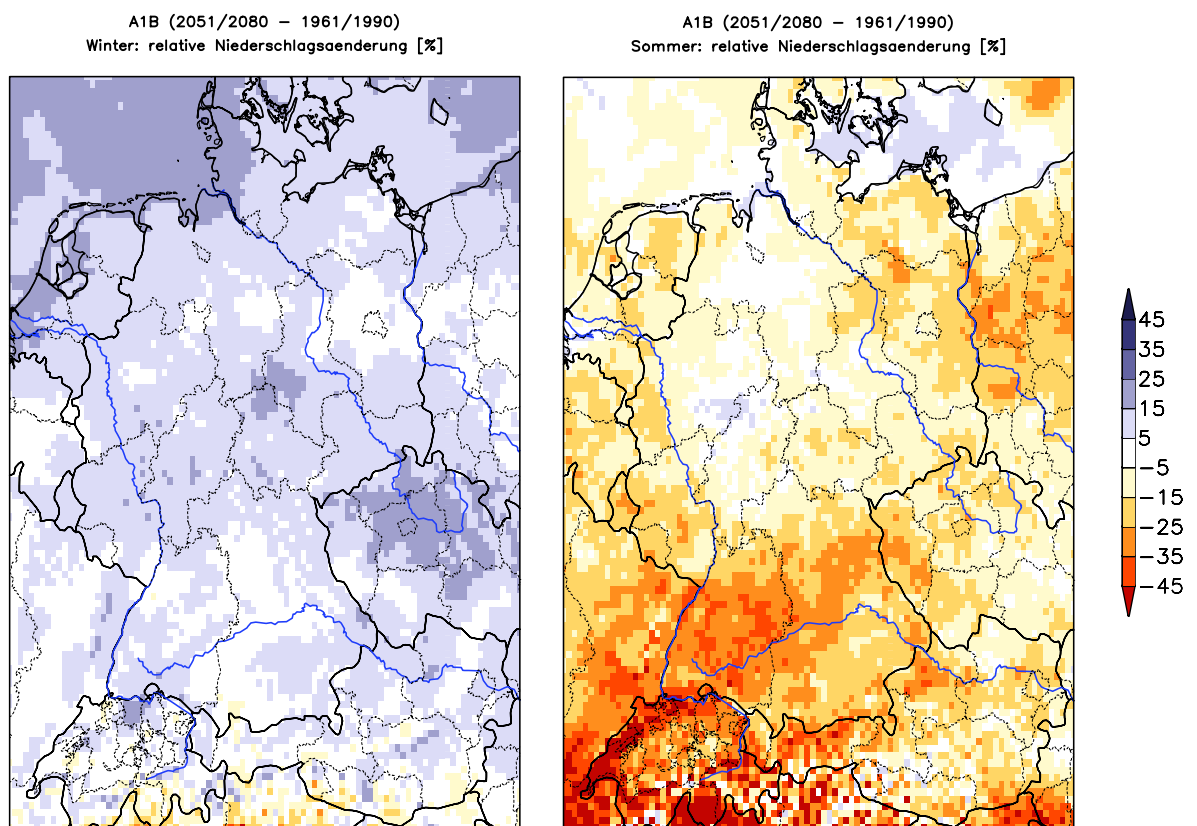 A1B (2051/2080 − 1961/1990)
Winter: relative Niederschlagsaenderung [%]
A1B (2051/2080 − 1961/1990)
Sommer: relative Niederschlagsaenderung [%]
45
35
25
15
5
−5
−15
−25
−35
−45